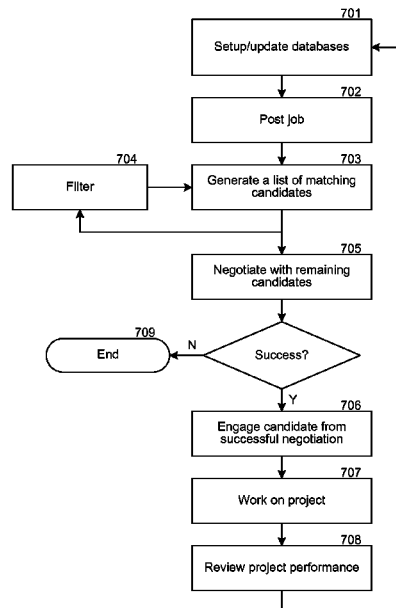 701
Setup/update databases
702
Post job
704
Filter
703
Generate a list of matching
candidates
705
Negotiate with remaining
candidates
709
End
N
Success?
Y
706
Engage candidate from
successful negotiation
707
Work on project
708
Review project performance